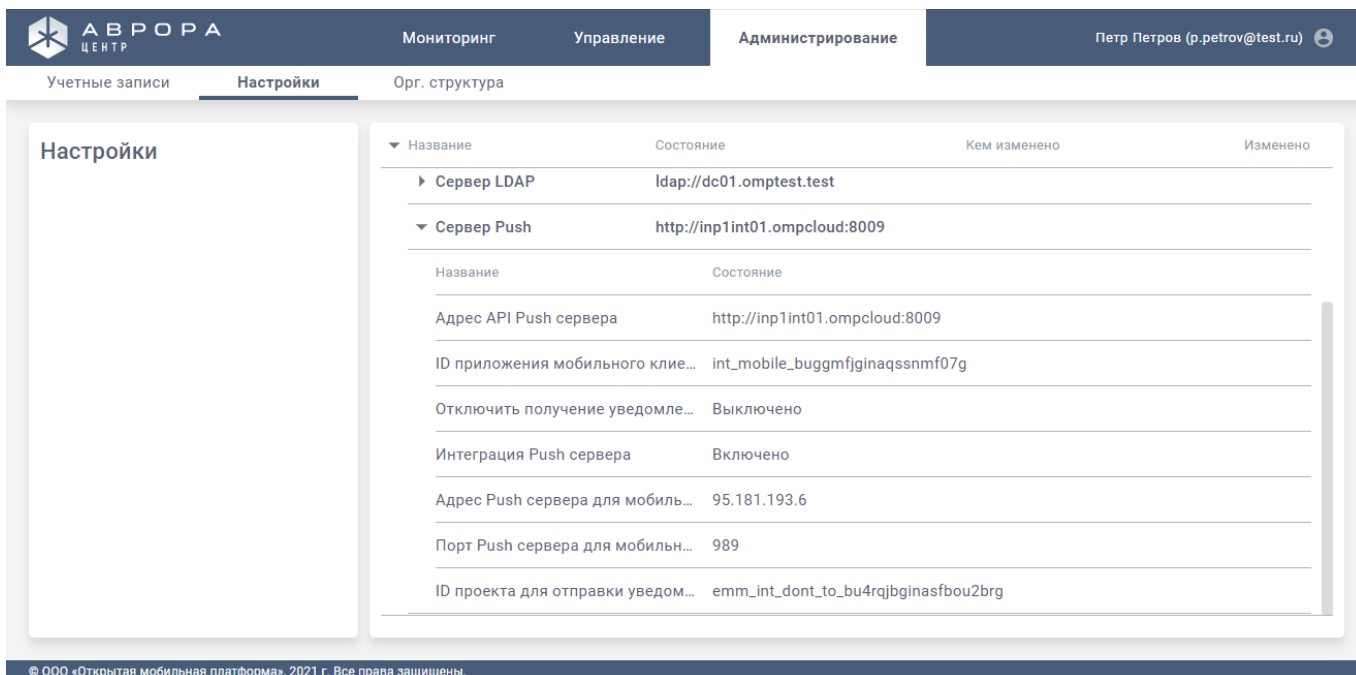 АВРОРА
ЦЕНТР
Мониторинг Управление Администрирование Петр Петров (p.petrov@test.ru)
Учетные записи Настройки Орг. структура
Настройки
Название Состояние Кем изменено Изменено
Сервер LDAP ldap://dc01.omptest.test
Сервер Push http://inp1int01.ompcloud:8009
Название Состояние
Адрес API Push сервера http://inp1int01.ompcloud:8009
ID приложения мобильного клие... int_mobile_buggmfjginaqssnmf07g
Отключить получение уведомле... Выключено
Интеграция Push сервера Включено
Адрес Push сервера для мобиль... 95.181.193.6
Порт Push сервера для мобильн... 989
ID проекта для отправки уведом... emm_int_dont_to_bu4rqjbginasfbou2brg
© ООО «Открытая мобильная платформа», 2021 г. Все права защищены.